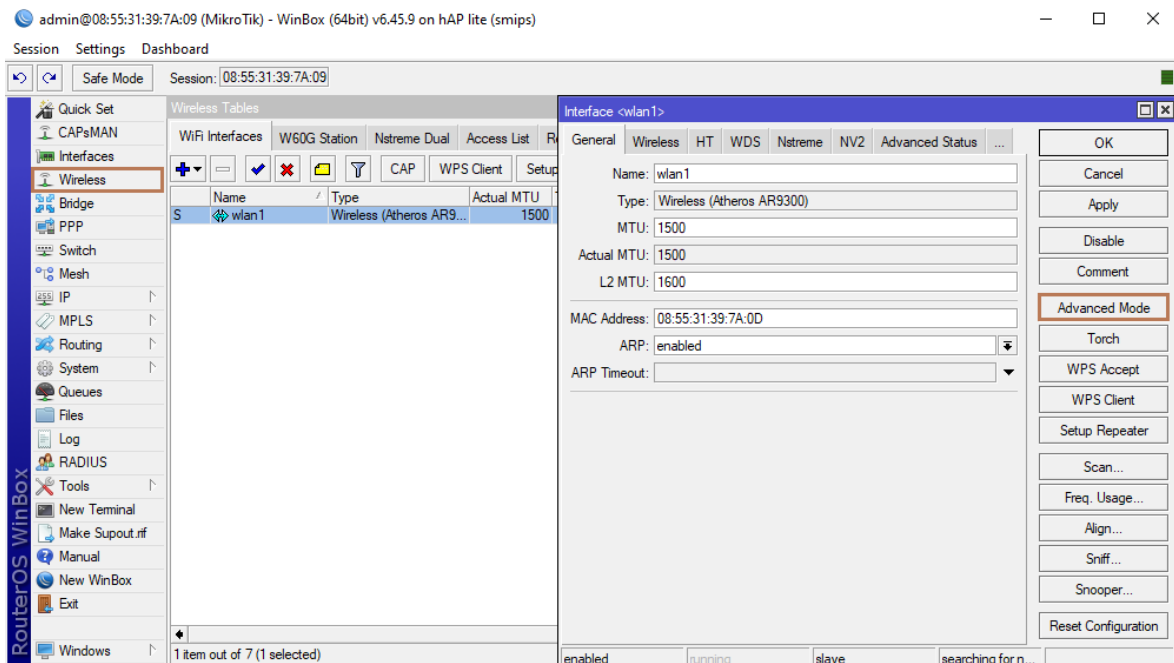 admin@08:55:31:39:7A:09 (MikroTik) - WinBox (64bit) v6.45.9 on hAP lite (smips)
Session Settings Dashboard
Safe Mode Session: 08:55:31:39:7A:09
RouterOS WinBox
Quick Set
CAPsMAN
Interfaces
Wireless
Bridge
PPP
Switch
Mesh
IP
MPLS
Routing
System
Queues
Files
Log
RADIUS
Tools
New Terminal
Make Supout.rif
Manual
New WinBox
Exit
Windows
Wireless Tables
WiFi Interfaces W60G Station Nstreme Dual Access List
CAP WPS Client Setup
Name Type Actual MTU
S wlan1 Wireless (Atheros AR9... 1500
1 item out of 7 (1 selected)
Interface <wlan1>
General Wireless HT WDS Nstreme NV2 Advanced Status ...
Name: wlan1
Type: Wireless (Atheros AR9300)
MTU: 1500
Actual MTU: 1500
L2 MTU: 1600
MAC Address: 08:55:31:39:7A:0D
ARP: enabled
ARP Timeout:
OK
Cancel
Apply
Disable
Comment
Advanced Mode
Torch
WPS Accept
WPS Client
Setup Repeater
Scan...
Freq. Usage...
Align...
Sniff...
Snooper...
Reset Configuration
enabled running slave searching for n...